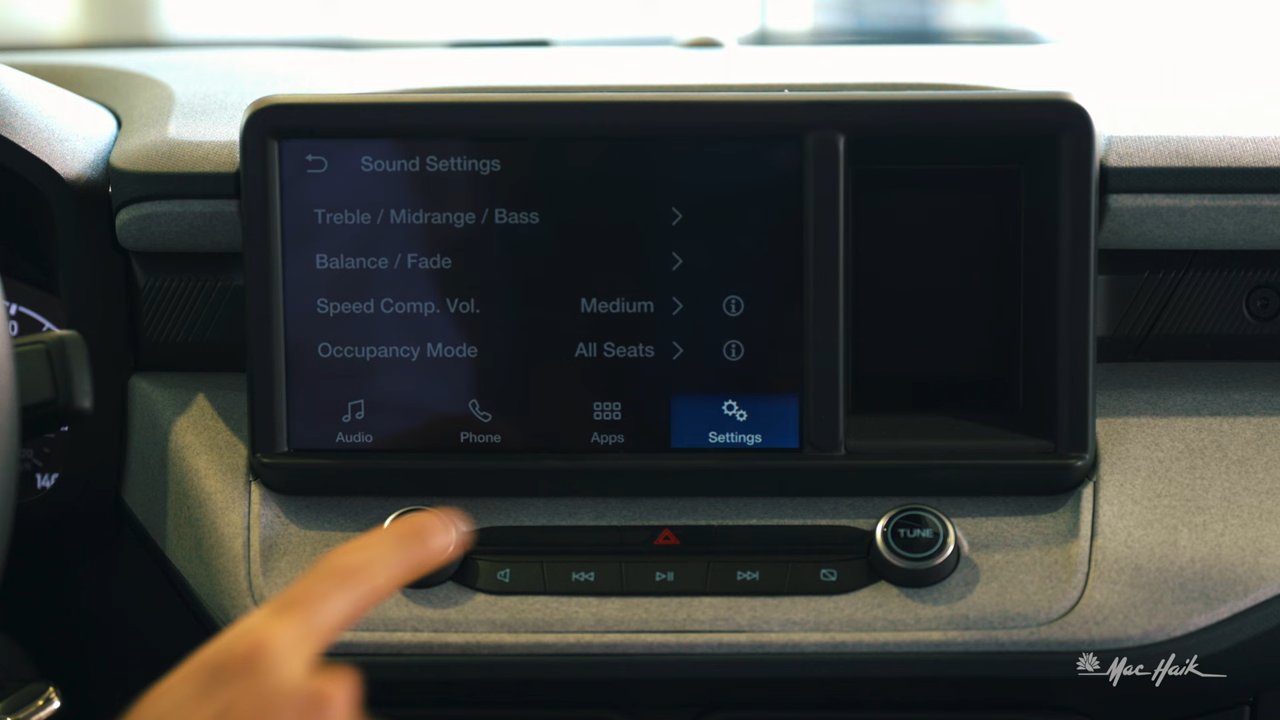 Sound Settings
Treble / Midrange / Bass
Balance / Fade
Speed Comp. Vol. Medium
Occupancy Mode All Seats
Audio Phone Apps Settings
TUNE
Mac Haik